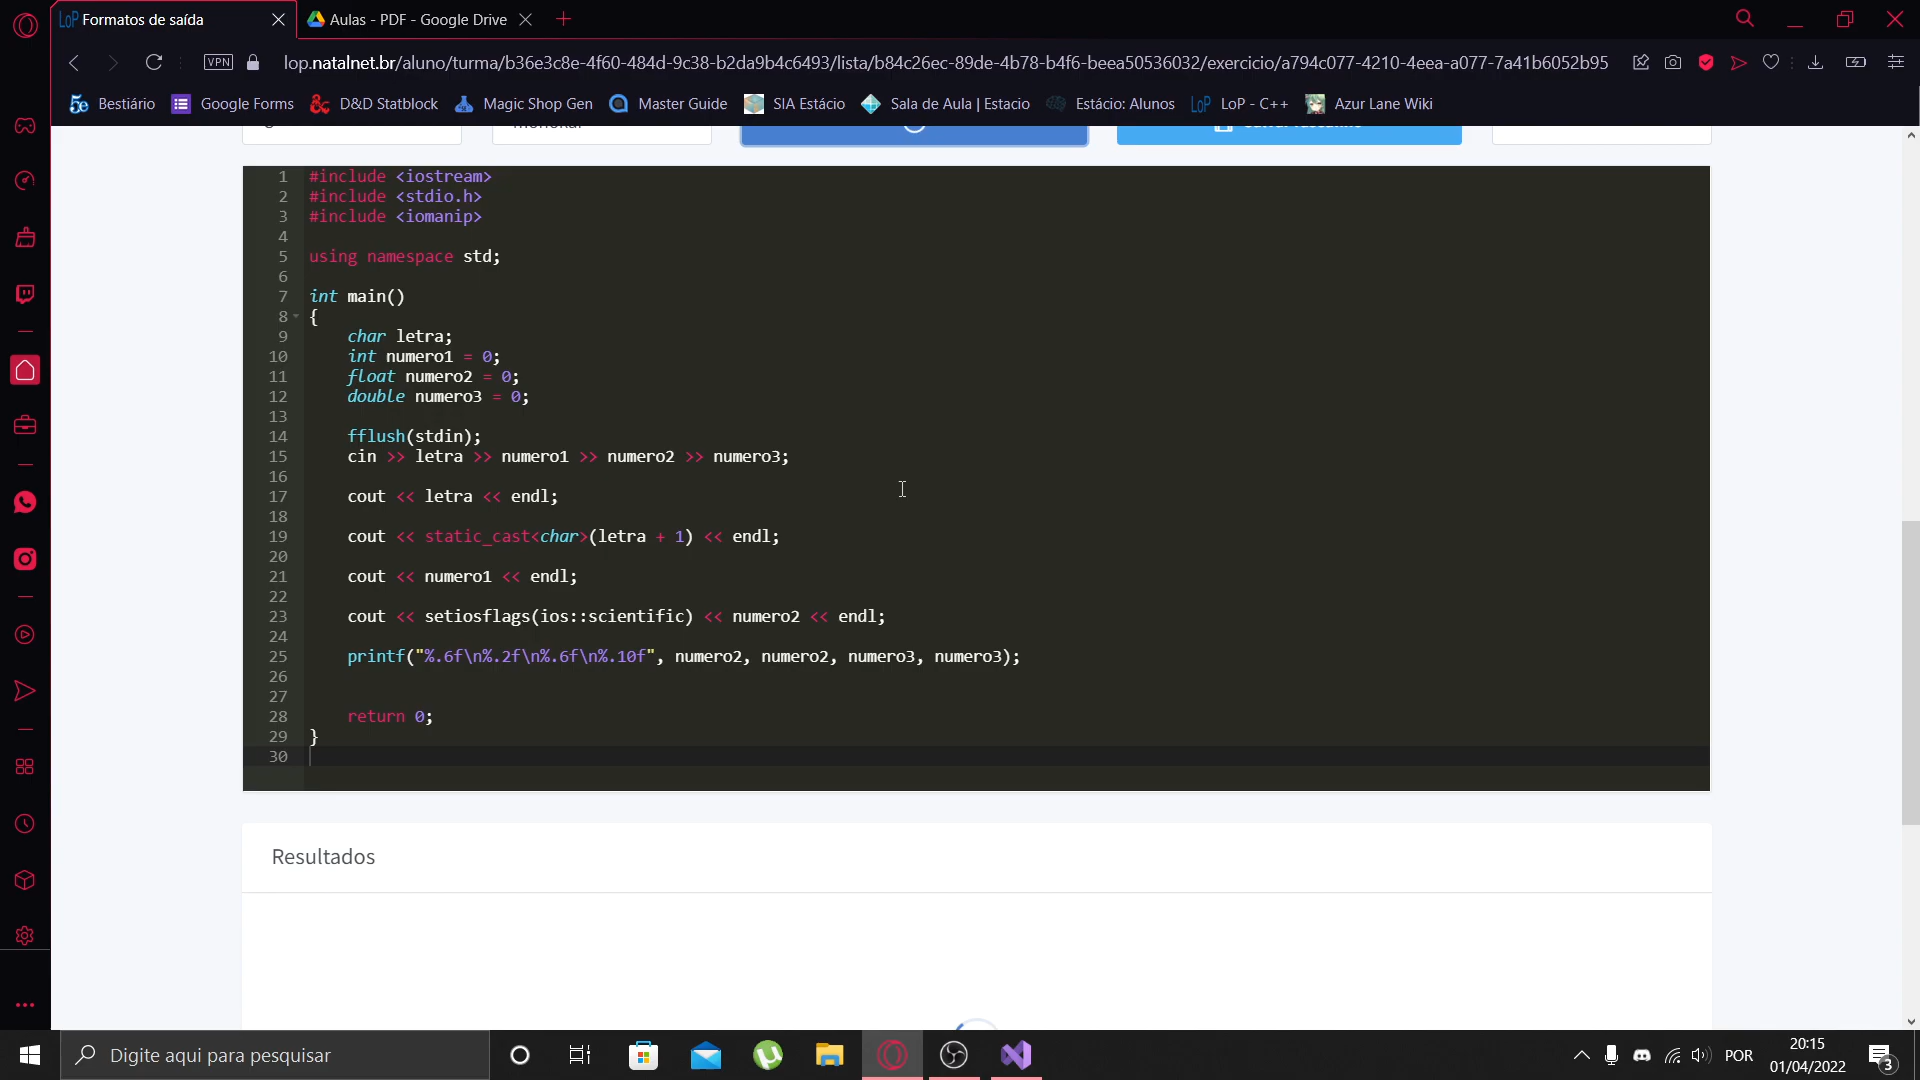 LoP Formatos de saída
Aulas - PDF - Google Drive
VPN
lop.natalnet.br/aluno/turma/b36e3c8e-4f60-484d-9c38-b2da9b4c6493/lista/b84c26ec-89de-4b78-b4f6-beea50536032/exercicio/a794c077-4210-4eea-a077-7a41b6052b95
5e Bestiário
Google Forms
&c D&D Statblock
Magic Shop Gen
Master Guide
SIA Estácio
Sala de Aula | Estacio
Estácio: Alunos
LoP LoP - C++
Azur Lane Wiki
1 #include <iostream>
2 #include <stdio.h>
3 #include <iomanip>
4
5 using namespace std;
6
7 int main()
8 {
9     char letra;
10     int numero1 = 0;
11     float numero2 = 0;
12     double numero3 = 0;
13
14     fflush(stdin);
15     cin >> letra >> numero1 >> numero2 >> numero3;
16
17     cout << letra << endl;
18
19     cout << static_cast<char>(letra + 1) << endl;
20
21     cout << numero1 << endl;
22
23     cout << setiosflags(ios::scientific) << numero2 << endl;
24
25     printf("%.6f\n%.2f\n%.6f\n%.10f", numero2, numero2, numero3, numero3);
26
27
28     return 0;
29 }
30
Resultados
Digite aqui para pesquisar
POR
20:15
01/04/2022
3